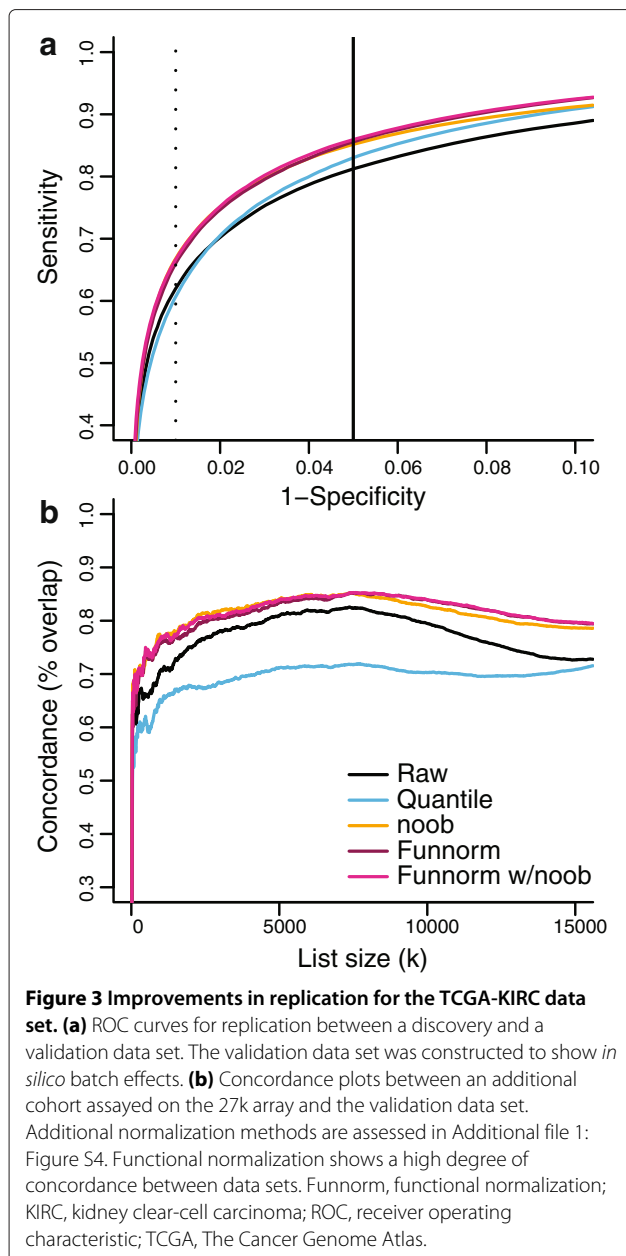 a
1.0
0.9
0.8
0.7
0.6
0.5
0.4
Sensitivity
0.00 0.02 0.04 0.06 0.08 0.10
1−Specificity
b
1.0
0.9
0.8
0.7
0.6
0.5
0.4
0.3
Concordance (% overlap)
Raw
Quantile
noob
Funnorm
Funnorm w/noob
0 5000 10000 15000
List size (k)
Figure 3 Improvements in replication for the TCGA-KIRC data
set. (a) ROC curves for replication between a discovery and a
validation data set. The validation data set was constructed to show in
silico batch effects. (b) Concordance plots between an additional
cohort assayed on the 27k array and the validation data set.
Additional normalization methods are assessed in Additional file 1:
Figure S4. Functional normalization shows a high degree of
concordance between data sets. Funnorm, functional normalization;
KIRC, kidney clear-cell carcinoma; ROC, receiver operating
characteristic; TCGA, The Cancer Genome Atlas.